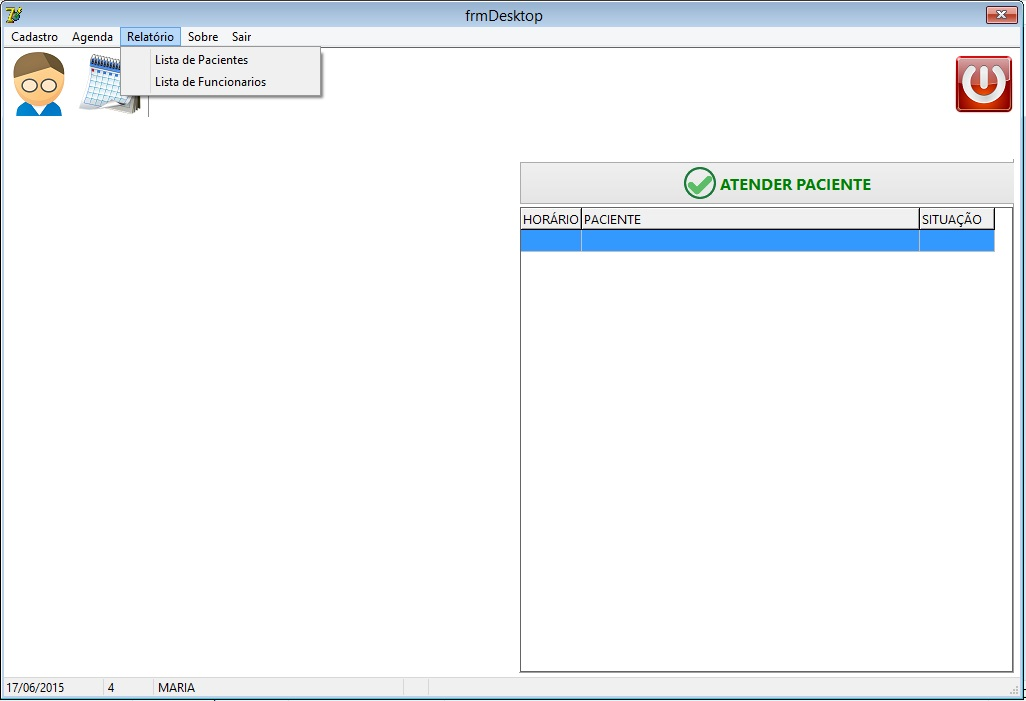 frmDesktop
Cadastro Agenda Relatório Sobre Sair
Lista de Pacientes
Lista de Funcionarios
ATENDER PACIENTE
HORÁRIO PACIENTE SITUAÇÃO
17/06/2015 4 MARIA